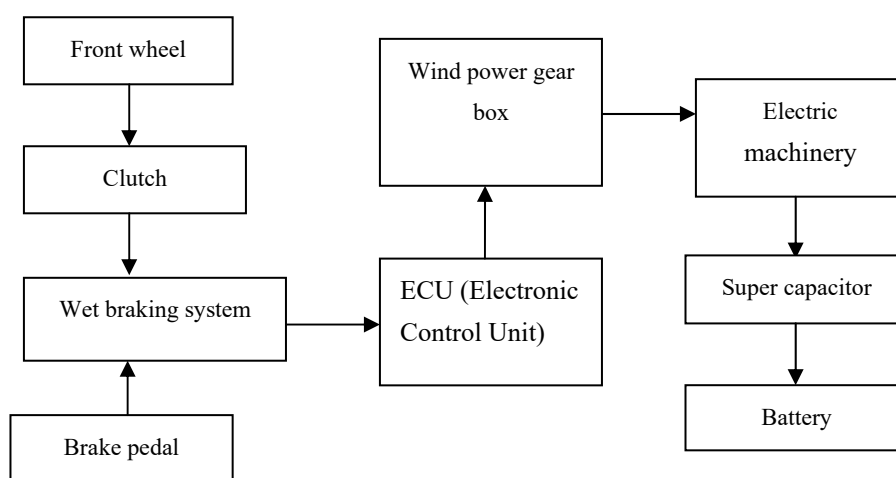 Front wheel
Clutch
Wet braking system
Brake pedal
ECU (Electronic
Control Unit)
Wind power gear
box
Electric
machinery
Super capacitor
Battery